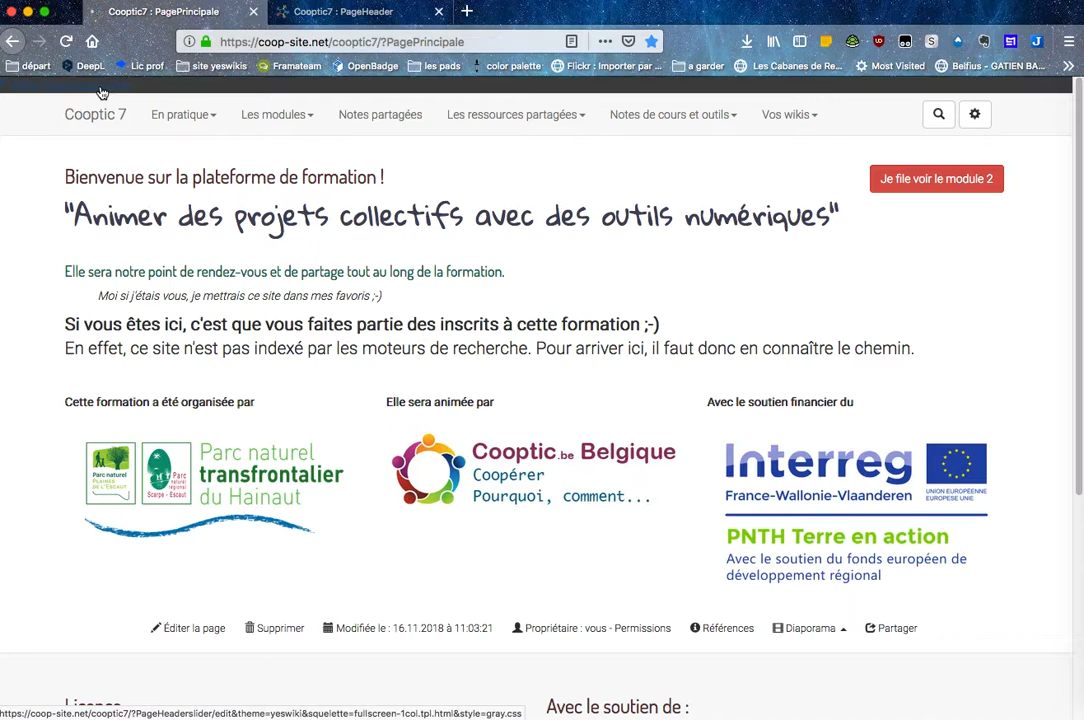 Cooptic7 : PagePrincipale
Cooptic7 : PageHeader
https://coop-site.net/cooptic7/?PagePrincipale
départ DeepL Lic prof site yeswikis Framateam OpenBadge les pads color palette Flickr : Importer par ... a garder Les Cabanes de Re... Most Visited Belfius - GATIEN BA...
Cooptic 7 En pratique Les modules Notes partagées Les ressources partagées Notes de cours et outils Vos wikis
Bienvenue sur la plateforme de formation !
Je file voir le module 2
"Animer des projets collectifs avec des outils numériques"
Elle sera notre point de rendez-vous et de partage tout au long de la formation.
Moi si j'étais vous, je mettrais ce site dans mes favoris ;-)
Si vous êtes ici, c'est que vous faites partie des inscrits à cette formation ;-)
En effet, ce site n'est pas indexé par les moteurs de recherche. Pour arriver ici, il faut donc en connaître le chemin.
Cette formation a été organisée par
Elle sera animée par
Avec le soutien financier du
Parc naturel
transfrontalier
du Hainaut
Cooptic.be Belgique
Coopérer
Pourquoi, comment...
Interreg
France-Wallonie-Vlaanderen
UNION EUROPÉENNE
EUROPESE UNIE
PNTH Terre en action
Avec le soutien du fonds européen de
développement régional
Éditer la page Supprimer Modifiée le : 16.11.2018 à 11:03:21 Propriétaire : vous - Permissions Références Diaporama Partager
Licence
Avec le soutien de :
https://coop-site.net/cooptic7/?PageHeaderslider/edit&theme=yeswiki&squelette=fullscreen-1col.tpl.html&style=gray.css